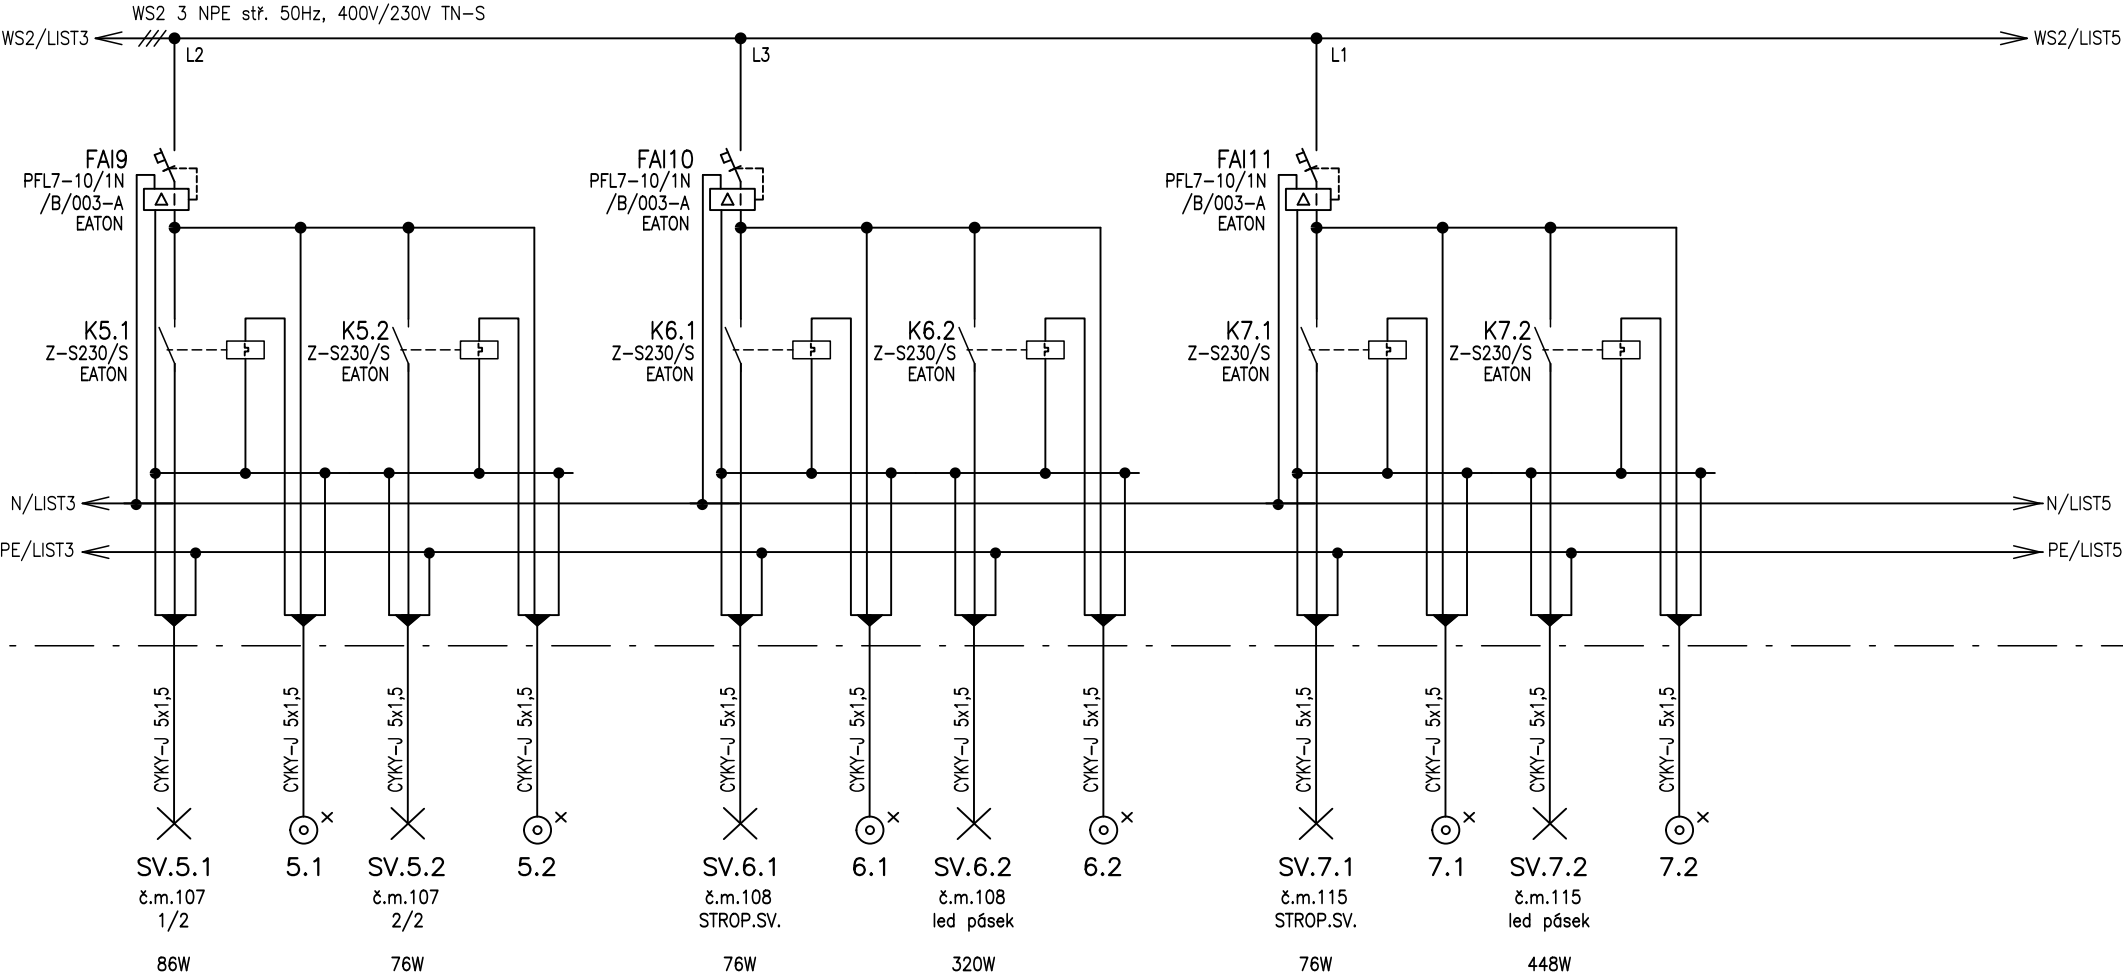 WS2 3 NPE stř. 50Hz, 400V/230V TN-S
WS2/LIST3
WS2/LIST5
L2
L3
L1
FAI9
PFL7-10/1N
/B/003-A
EATON
FAI10
PFL7-10/1N
/B/003-A
EATON
FAI11
PFL7-10/1N
/B/003-A
EATON
K5.1
Z-S230/S
EATON
K5.2
Z-S230/S
EATON
K6.1
Z-S230/S
EATON
K6.2
Z-S230/S
EATON
K7.1
Z-S230/S
EATON
K7.2
Z-S230/S
EATON
N/LIST3
N/LIST5
PE/LIST3
PE/LIST5
CYKY-J 5x1,5
CYKY-J 5x1,5
CYKY-J 5x1,5
CYKY-J 5x1,5
CYKY-J 5x1,5
CYKY-J 5x1,5
CYKY-J 5x1,5
CYKY-J 5x1,5
CYKY-J 5x1,5
CYKY-J 5x1,5
CYKY-J 5x1,5
CYKY-J 5x1,5
SV.5.1
č.m.107
1/2
86W
5.1
SV.5.2
č.m.107
2/2
76W
5.2
SV.6.1
č.m.108
STROP.SV.
76W
6.1
SV.6.2
č.m.108
led pásek
320W
6.2
SV.7.1
č.m.115
STROP.SV.
76W
7.1
SV.7.2
č.m.115
led pásek
448W
7.2